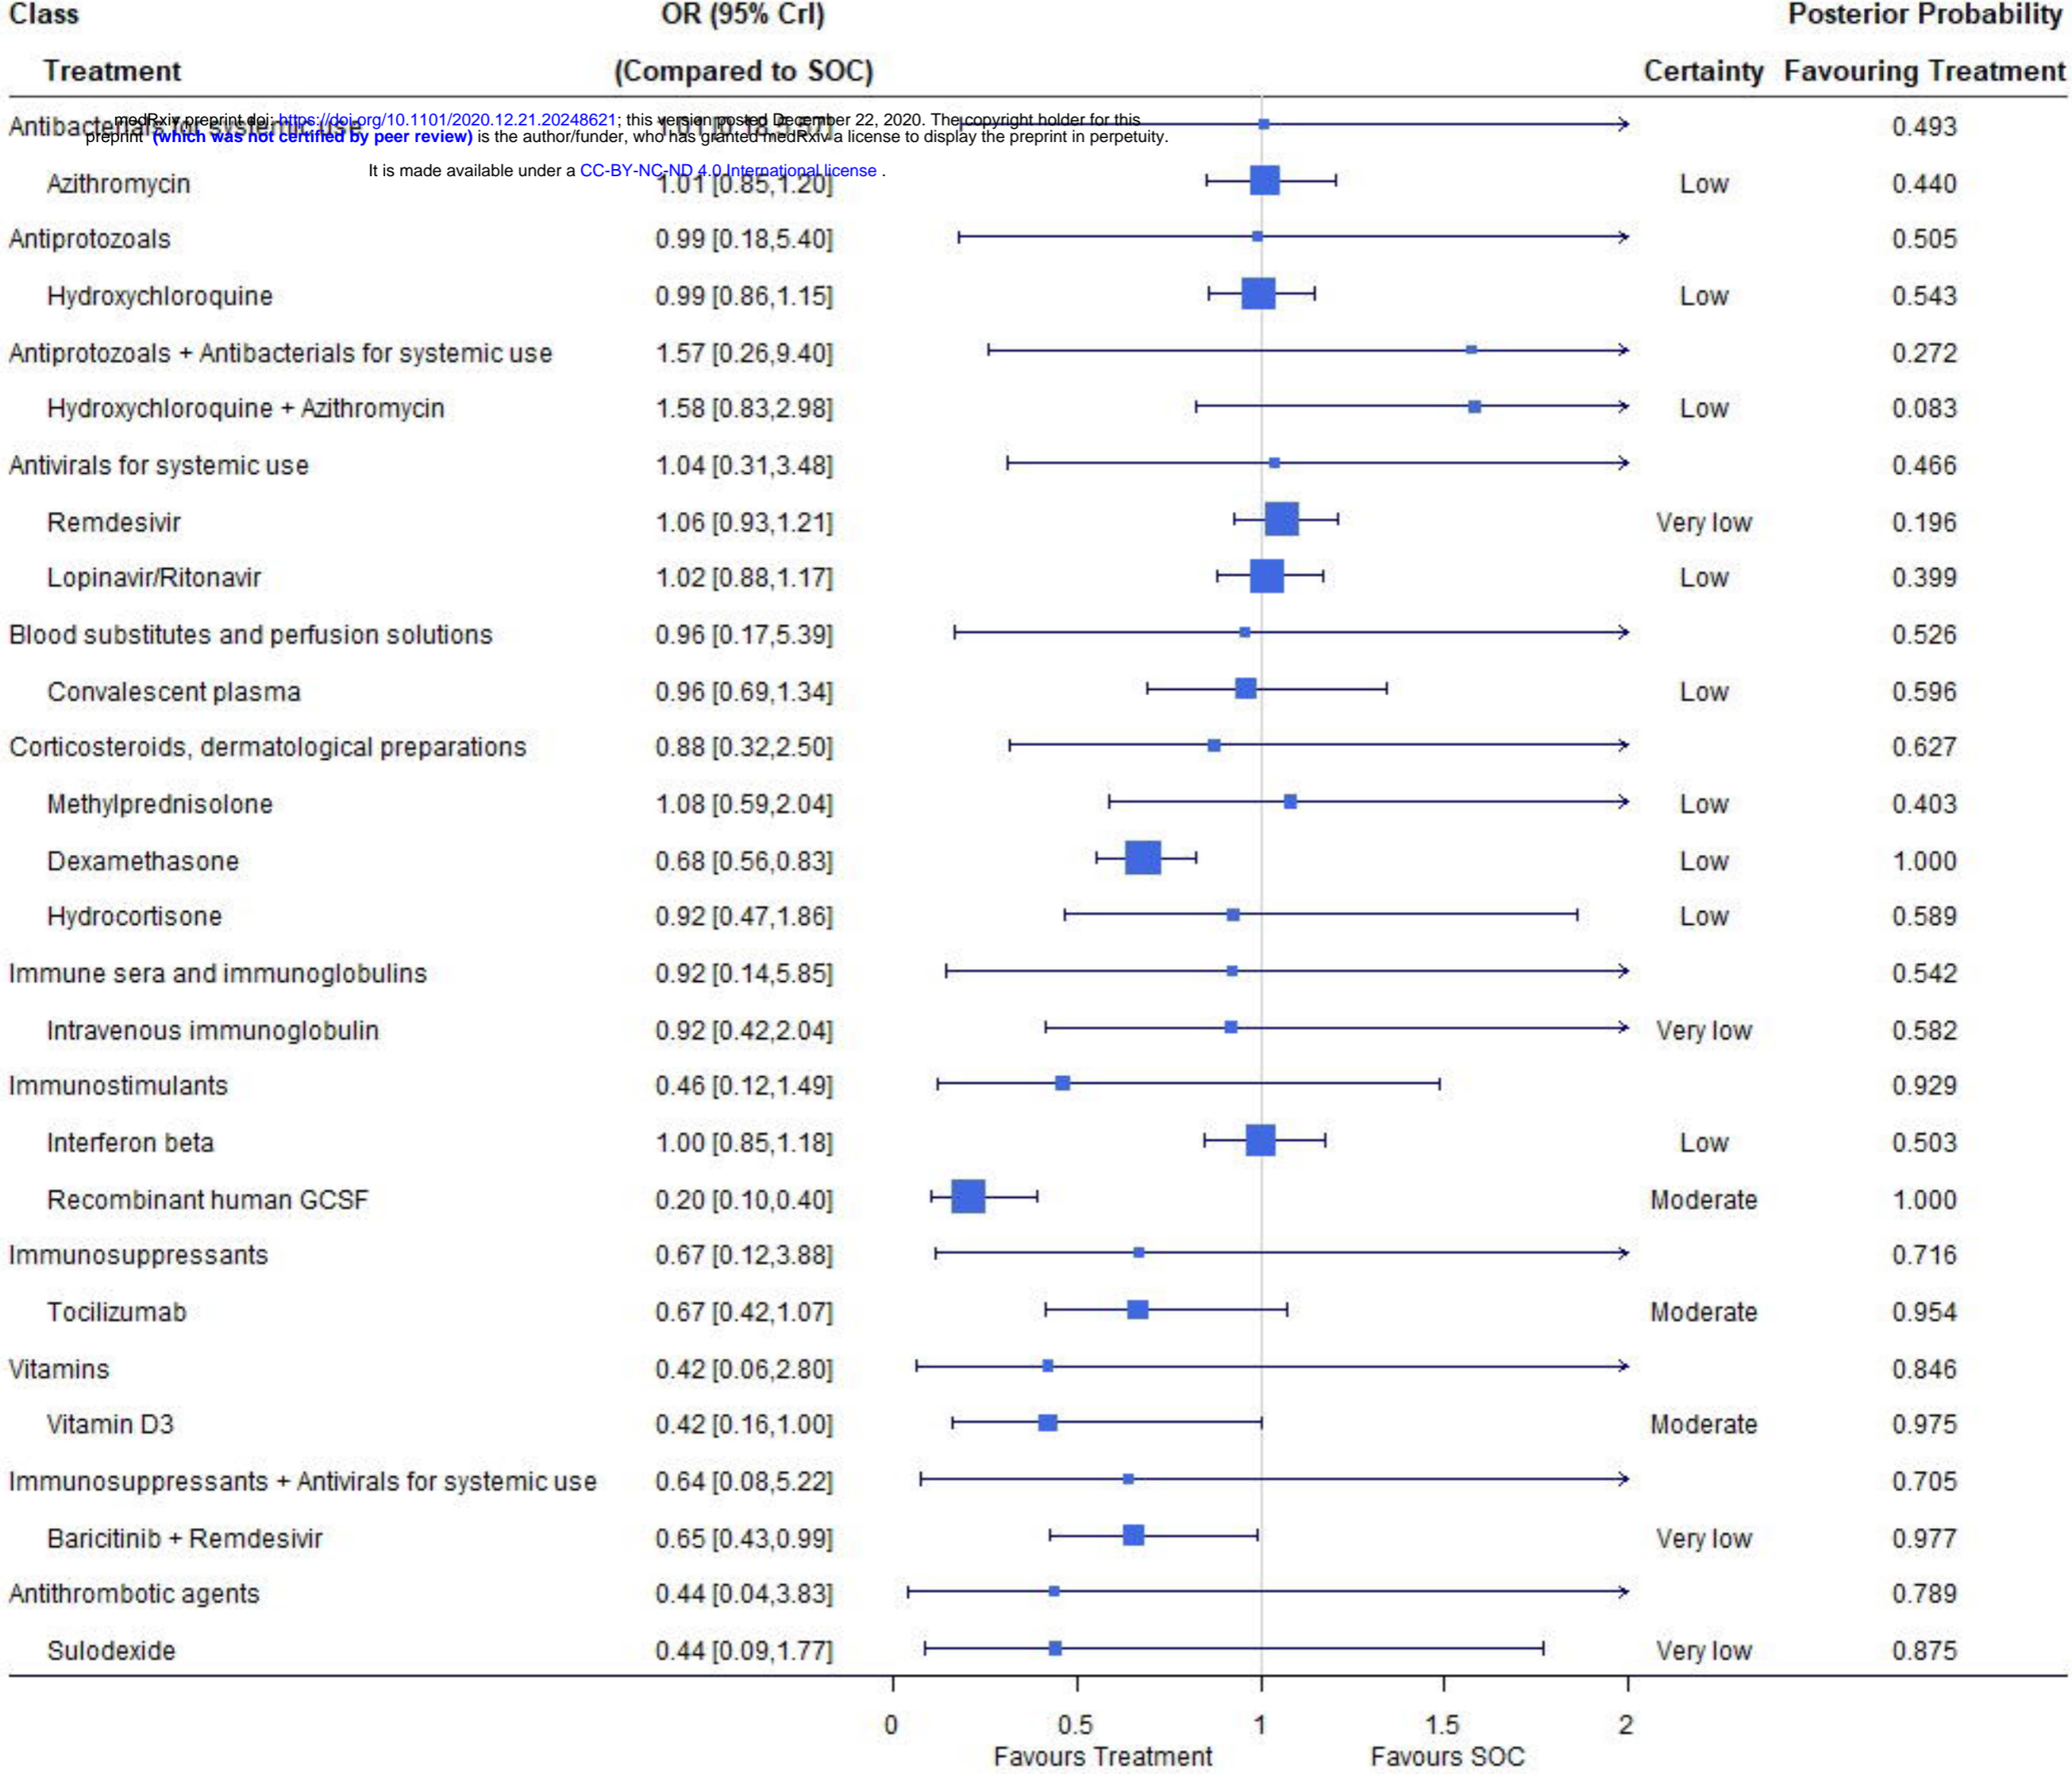 Class OR (95% CrI) Posterior Probability
Treatment (Compared to SOC) Certainty Favouring Treatment
medRxiv preprint doi: https://doi.org/10.1101/2020.12.21.20248621; this version posted December 22, 2020. The copyright holder for this
Antibacterials for systemic use 0.493
preprint (which was not certified by peer review) is the author/funder, who has granted medRxiv a license to display the preprint in perpetuity.
It is made available under a CC-BY-NC-ND 4.0 International license .
Azithromycin 1.01 [0.85,1.20] Low 0.440
Antiprotozoals 0.99 [0.18,5.40] 0.505
Hydroxychloroquine 0.99 [0.86,1.15] Low 0.543
Antiprotozoals + Antibacterials for systemic use 1.57 [0.26,9.40] 0.272
Hydroxychloroquine + Azithromycin 1.58 [0.83,2.98] Low 0.083
Antivirals for systemic use 1.04 [0.31,3.48] 0.466
Remdesivir 1.06 [0.93,1.21] Very low 0.196
Lopinavir/Ritonavir 1.02 [0.88,1.17] Low 0.399
Blood substitutes and perfusion solutions 0.96 [0.17,5.39] 0.526
Convalescent plasma 0.96 [0.69,1.34] Low 0.596
Corticosteroids, dermatological preparations 0.88 [0.32,2.50] 0.627
Methylprednisolone 1.08 [0.59,2.04] Low 0.403
Dexamethasone 0.68 [0.56,0.83] Low 1.000
Hydrocortisone 0.92 [0.47,1.86] Low 0.589
Immune sera and immunoglobulins 0.92 [0.14,5.85] 0.542
Intravenous immunoglobulin 0.92 [0.42,2.04] Very low 0.582
Immunostimulants 0.46 [0.12,1.49] 0.929
Interferon beta 1.00 [0.85,1.18] Low 0.503
Recombinant human GCSF 0.20 [0.10,0.40] Moderate 1.000
Immunosuppressants 0.67 [0.12,3.88] 0.716
Tocilizumab 0.67 [0.42,1.07] Moderate 0.954
Vitamins 0.42 [0.06,2.80] 0.846
Vitamin D3 0.42 [0.16,1.00] Moderate 0.975
Immunosuppressants + Antivirals for systemic use 0.64 [0.08,5.22] 0.705
Baricitinib + Remdesivir 0.65 [0.43,0.99] Very low 0.977
Antithrombotic agents 0.44 [0.04,3.83] 0.789
Sulodexide 0.44 [0.09,1.77] Very low 0.875
0 0.5 1 1.5 2
Favours Treatment Favours SOC